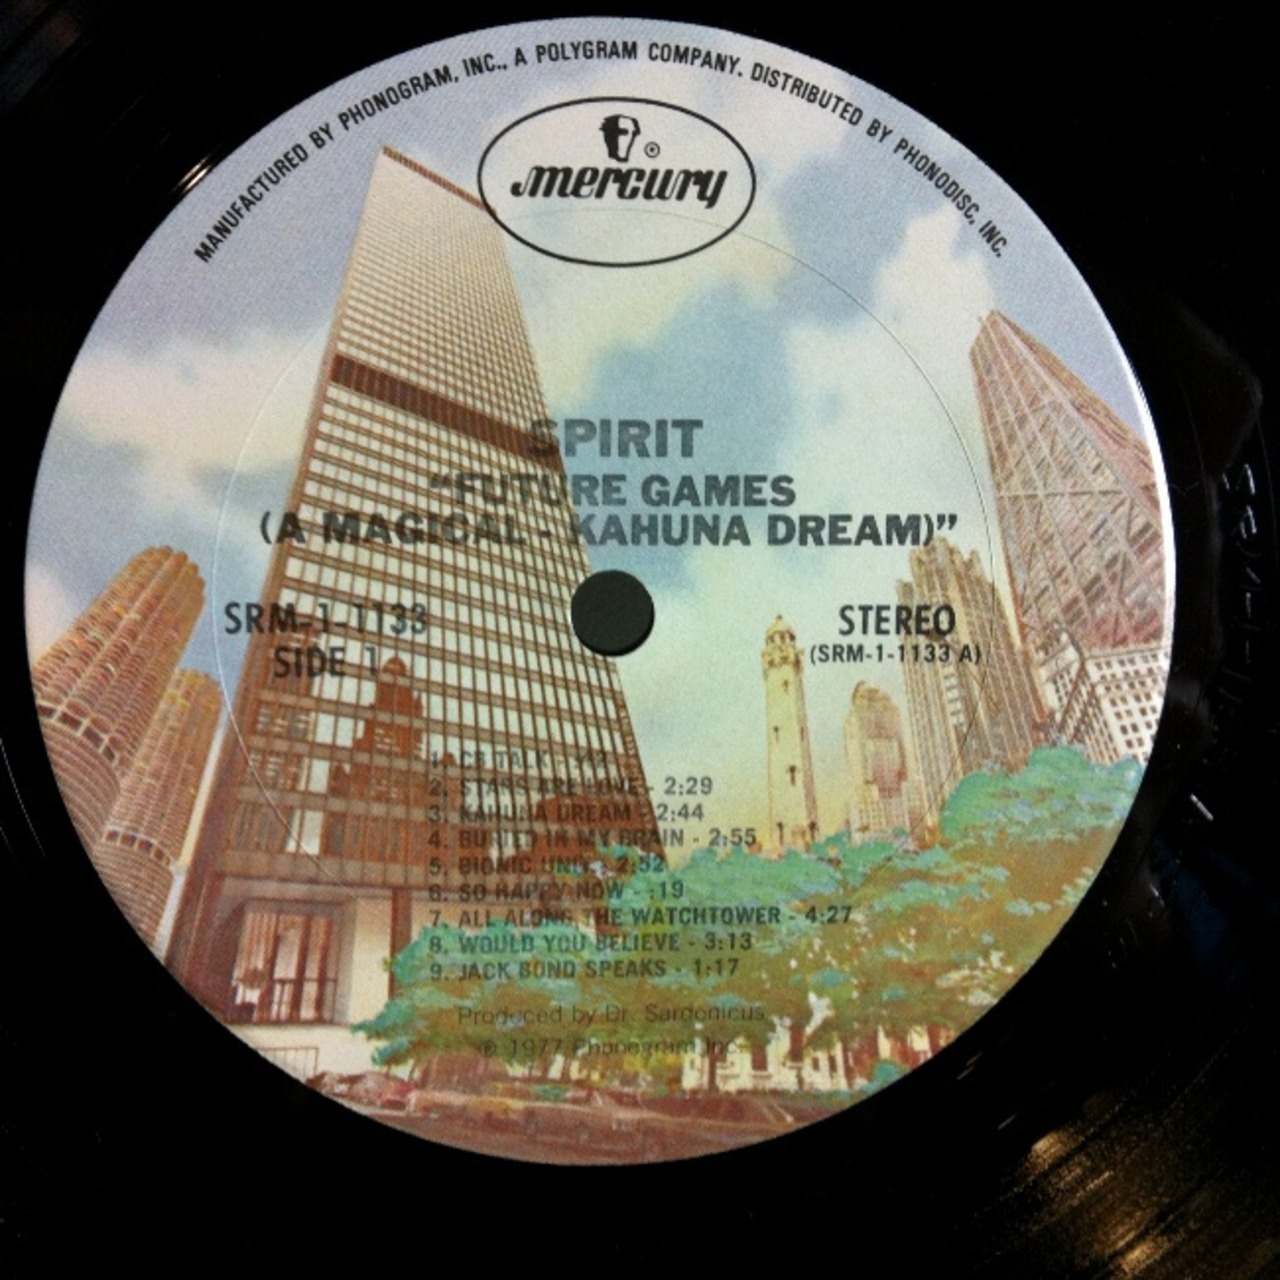 MANUFACTURED BY PHONOGRAM, INC., A POLYGRAM COMPANY. DISTRIBUTED BY PHONODISC, INC.
mercury ®
SPIRIT
"FUTURE GAMES
(A MAGICAL - KAHUNA DREAM)"
SRM-1-1133
STEREO
SIDE 1
(SRM-1-1133 A)
1. CB TALK -
2. STARS ARE LOVE - 2:29
3. KAHUNA DREAM - 2:44
4. BURIED IN MY BRAIN - 2:55
5. BIONIC UNIT - 2:52
6. SO HAPPY NOW - :19
7. ALL ALONG THE WATCHTOWER - 4:27
8. WOULD YOU BELIEVE - 3:13
9. JACK BOND SPEAKS - 1:17
Produced by Dr. Sardonicus
℗ 1977 Phonogram Inc.